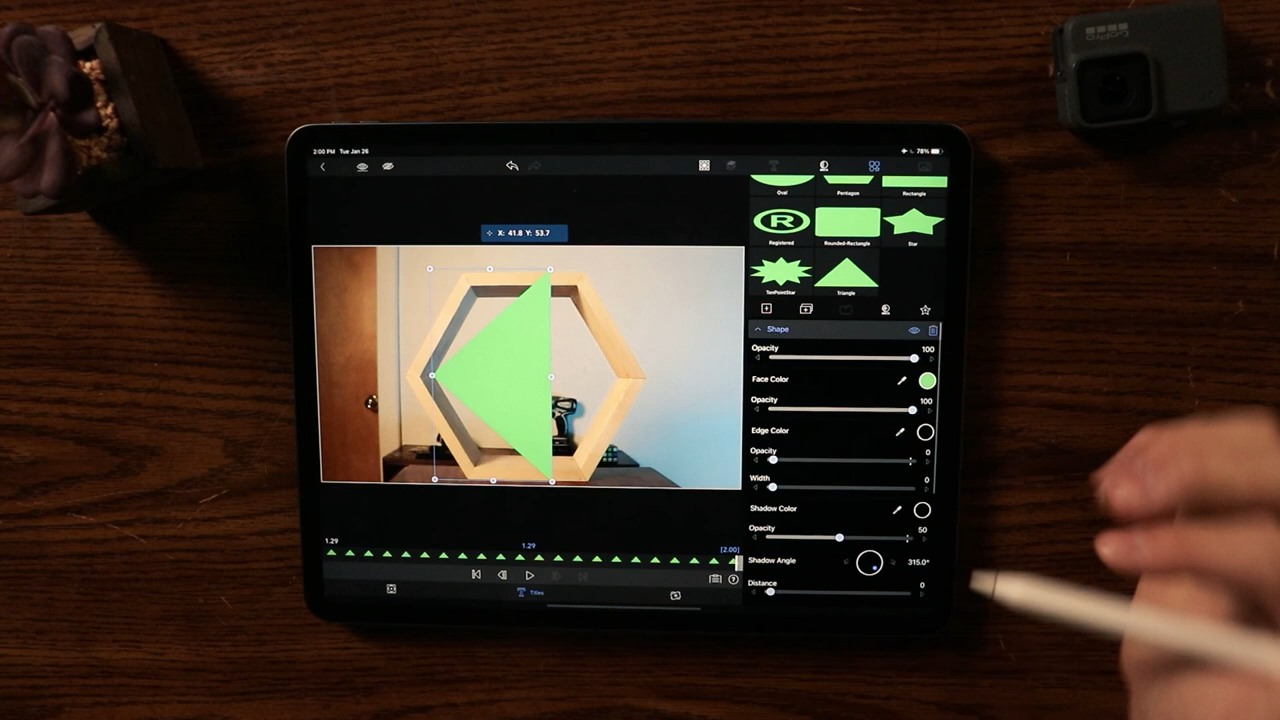 GoPro
2:00 PM Tue Jan 26
78%
Oval
Pentagon
Rectangle
X: 41.8 Y: 53.7
R
Registered
Rounded-Rectangle
Star
TenPointStar
Triangle
Shape
Opacity
100
Face Color
Opacity
100
Edge Color
Opacity
0
Width
0
Shadow Color
Opacity
50
Shadow Angle
315.0°
Distance
0
1.29
1.29
[2.00]
Titles